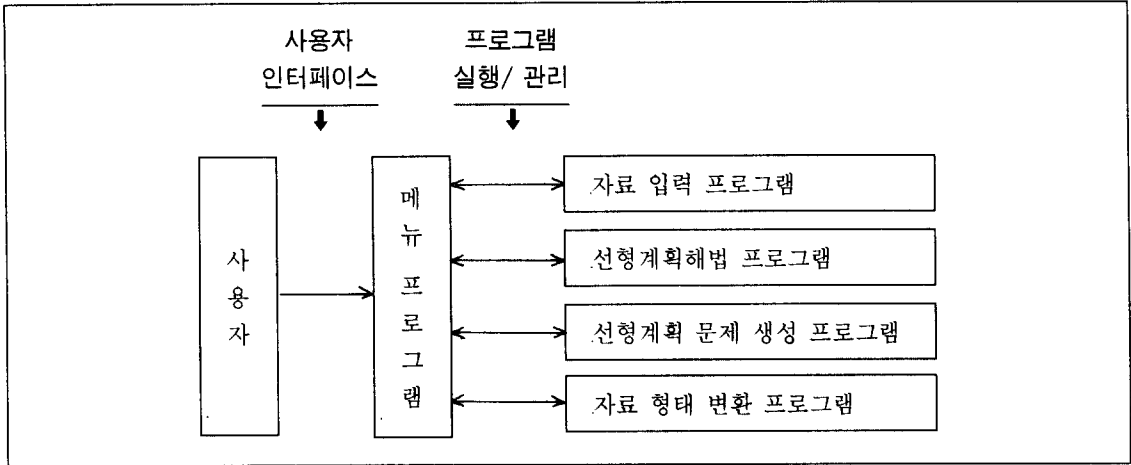 사용자
인터페이스
프로그램
실행/ 관리
사용자
메뉴 프로그램
자료 입력 프로그램
선형계획해법 프로그램
선형계획 문제 생성 프로그램
자료 형태 변환 프로그램